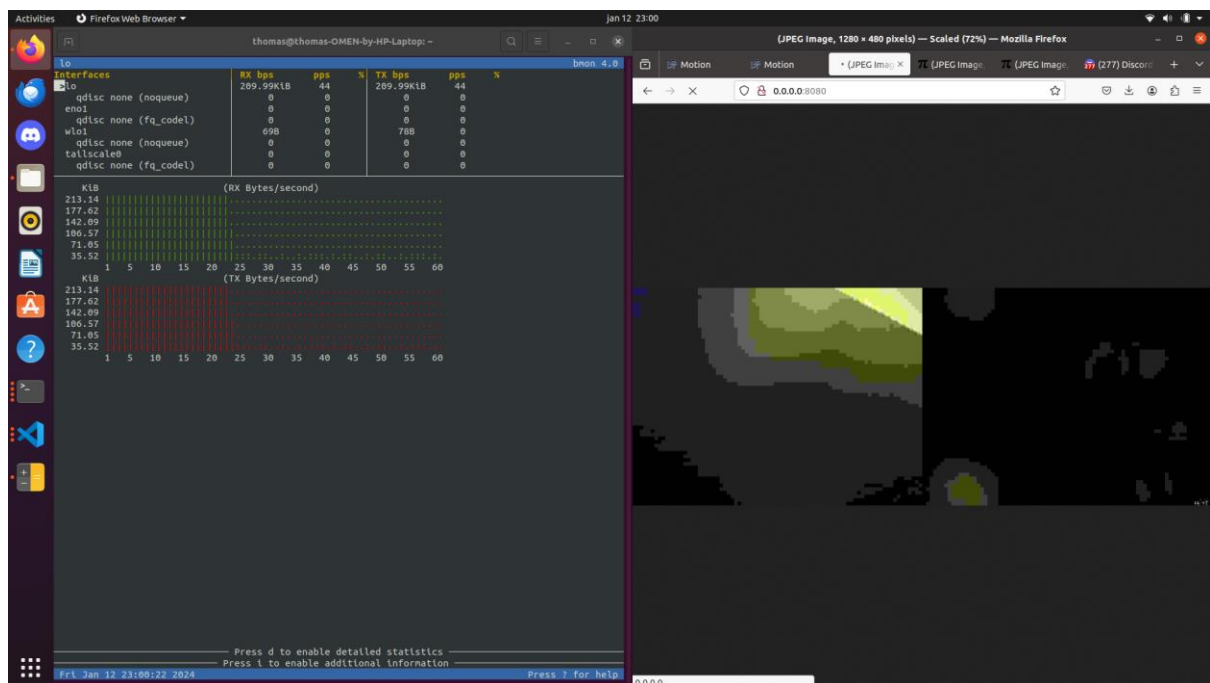 Activities Firefox Web Browser jan 12 23:00
thomas@thomas-OMEN-by-HP-Laptop: ~
lo bmon 4.0
Interfaces RX bps pps % TX bps pps %
>lo 209.99KiB 44 209.99KiB 44
qdisc none (noqueue) 0 0 0 0
eno1 0 0 0 0
qdisc none (fq_codel) 0 0 0 0
wlo1 69B 0 78B 0
qdisc none (noqueue) 0 0 0 0
tailscale0 0 0 0 0
qdisc none (fq_codel) 0 0 0 0
KiB (RX Bytes/second)
213.14
177.62
142.09
106.57
71.05
35.52
1 5 10 15 20 25 30 35 40 45 50 55 60
KiB (TX Bytes/second)
213.14
177.62
142.09
106.57
71.05
35.52
1 5 10 15 20 25 30 35 40 45 50 55 60
Press d to enable detailed statistics
Press i to enable additional information
Fri Jan 12 23:00:22 2024 Press ? for help
(JPEG Image, 1280 × 480 pixels) — Scaled (72%) — Mozilla Firefox
Motion Motion • (JPEG Imag × (JPEG Image, (JPEG Image, (277) Discord
0.0.0.0:8080
0.0.0.0